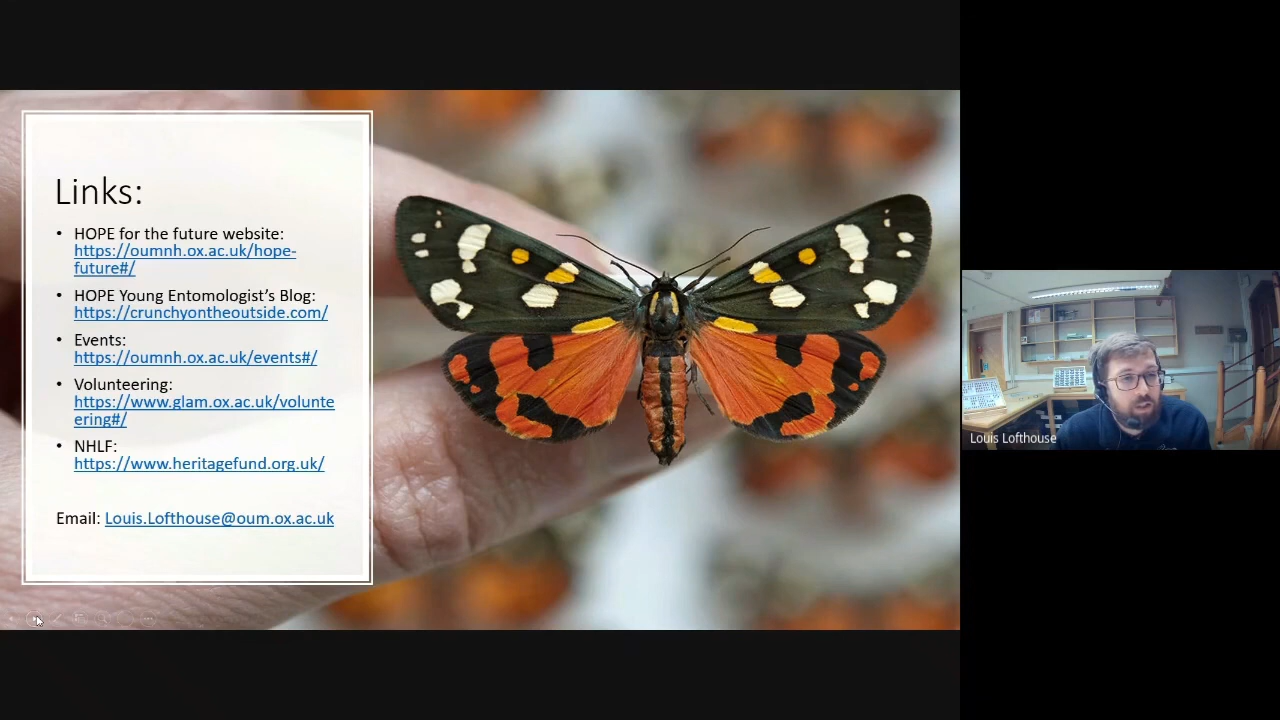 Links:
• HOPE for the future website:
https://oumnh.ox.ac.uk/hope-
future#/
• HOPE Young Entomologist’s Blog:
https://crunchyontheoutside.com/
• Events:
https://oumnh.ox.ac.uk/events#/
• Volunteering:
https://www.glam.ox.ac.uk/volunte
ering#/
• NHLF:
https://www.heritagefund.org.uk/
Email: Louis.Lofthouse@oum.ox.ac.uk
Louis Lofthouse